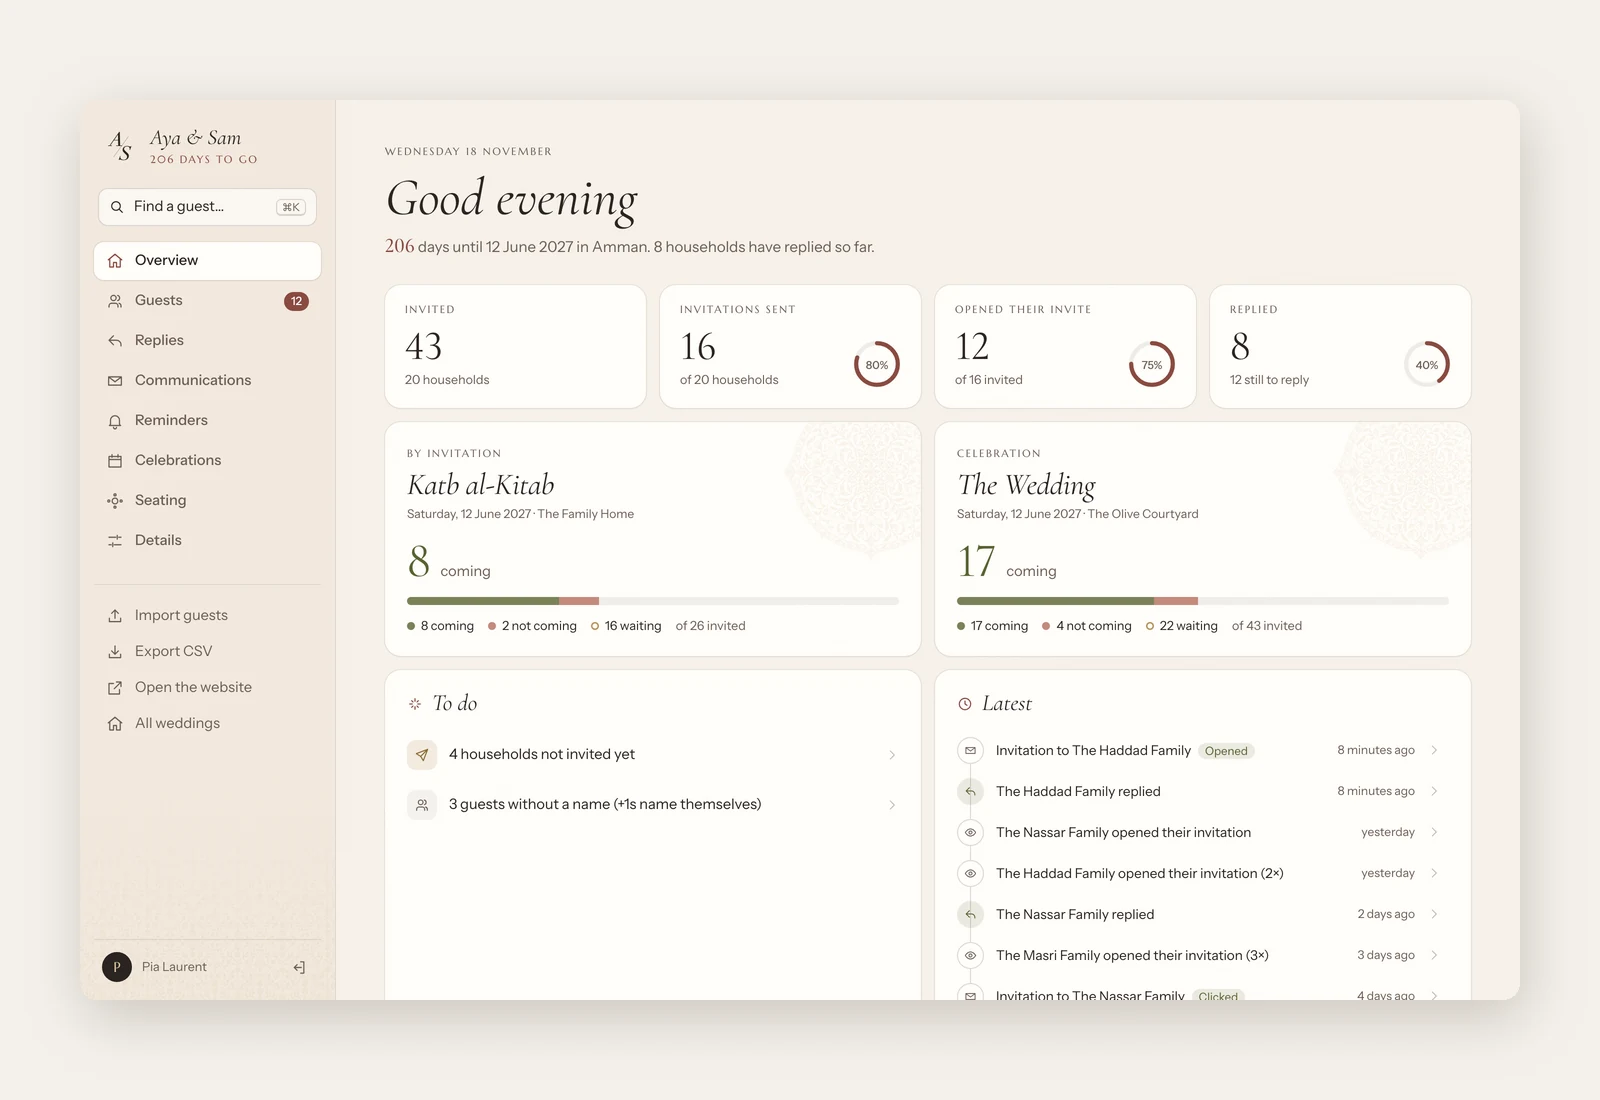 A/S
Aya & Sam
206 DAYS TO GO
Find a guest... ⌘K
Overview
Guests 12
Replies
Communications
Reminders
Celebrations
Seating
Details
Import guests
Export CSV
Open the website
All weddings
P Pia Laurent
WEDNESDAY 18 NOVEMBER
Good evening
206 days until 12 June 2027 in Amman. 8 households have replied so far.
INVITED
43
20 households
INVITATIONS SENT
16
of 20 households
80%
OPENED THEIR INVITE
12
of 16 invited
75%
REPLIED
8
12 still to reply
40%
BY INVITATION
Katb al-Kitab
Saturday, 12 June 2027 · The Family Home
8 coming
8 coming 2 not coming 16 waiting of 26 invited
CELEBRATION
The Wedding
Saturday, 12 June 2027 · The Olive Courtyard
17 coming
17 coming 4 not coming 22 waiting of 43 invited
To do
4 households not invited yet
3 guests without a name (+1s name themselves)
Latest
Invitation to The Haddad Family Opened 8 minutes ago
The Haddad Family replied 8 minutes ago
The Nassar Family opened their invitation yesterday
The Haddad Family opened their invitation (2×) yesterday
The Nassar Family replied 2 days ago
The Masri Family opened their invitation (3×) 3 days ago
Invitation to The Nassar Family Clicked 4 days ago